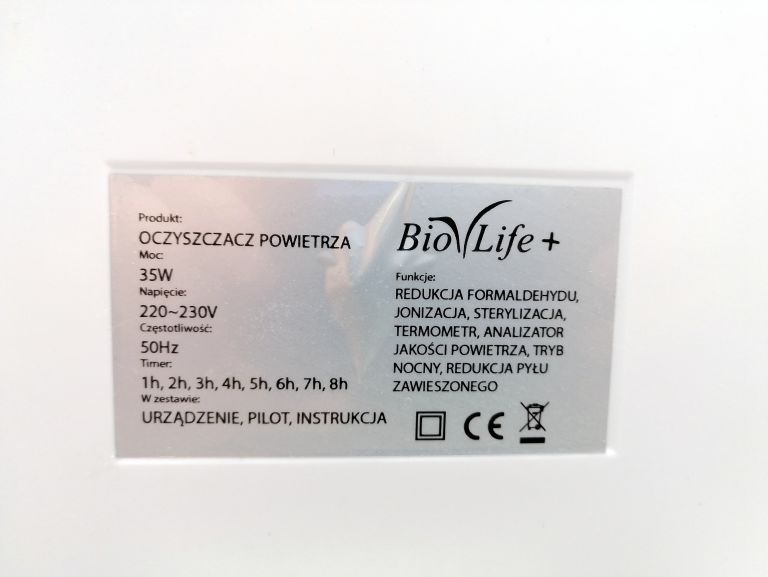 Produkt:
OCZYSZCZACZ POWIETRZA
Moc:
35W
Napięcie:
220~230V
Częstotliwość:
50Hz
Timer:
1h, 2h, 3h, 4h, 5h, 6h, 7h, 8h
W zestawie:
URZĄDZENIE, PILOT, INSTRUKCJA
Bio Life +
Funkcje:
REDUKCJA FORMALDEHYDU,
JONIZACJA, STERYLIZACJA,
TERMOMETR, ANALIZATOR
JAKOŚCI POWIETRZA, TRYB
NOCNY, REDUKCJA PYŁU
ZAWIESZONEGO
CE